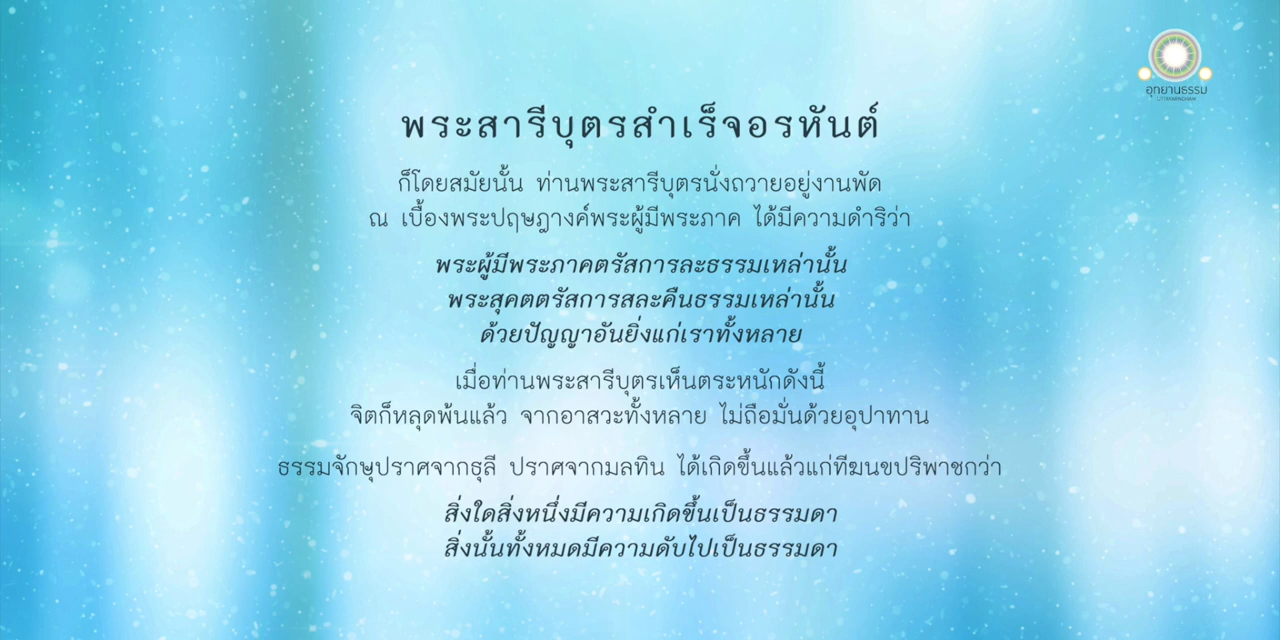 อุทยานธรรม
UTTAYARNDHAM
พระสารีบุตรสำเร็จอรหันต์
ก็โดยสมัยนั้น ท่านพระสารีบุตรนั่งถวายอยู่งานพัด
ณ เบื้องพระปฤษฎางค์พระผู้มีพระภาค ได้มีความดำริว่า
พระผู้มีพระภาคตรัสการละธรรมเหล่านั้น
พระสุคตตรัสการสละคืนธรรมเหล่านั้น
ด้วยปัญญาอันยิ่งแก่เราทั้งหลาย
เมื่อท่านพระสารีบุตรเห็นตระหนักดังนี้
จิตก็หลุดพ้นแล้ว จากอาสวะทั้งหลาย ไม่ถือมั่นด้วยอุปาทาน
ธรรมจักษุปราศจากธุลี ปราศจากมลทิน ได้เกิดขึ้นแล้วแก่ทีฆนขปริพาชกว่า
สิ่งใดสิ่งหนึ่งมีความเกิดขึ้นเป็นธรรมดา
สิ่งนั้นทั้งหมดมีความดับไปเป็นธรรมดา